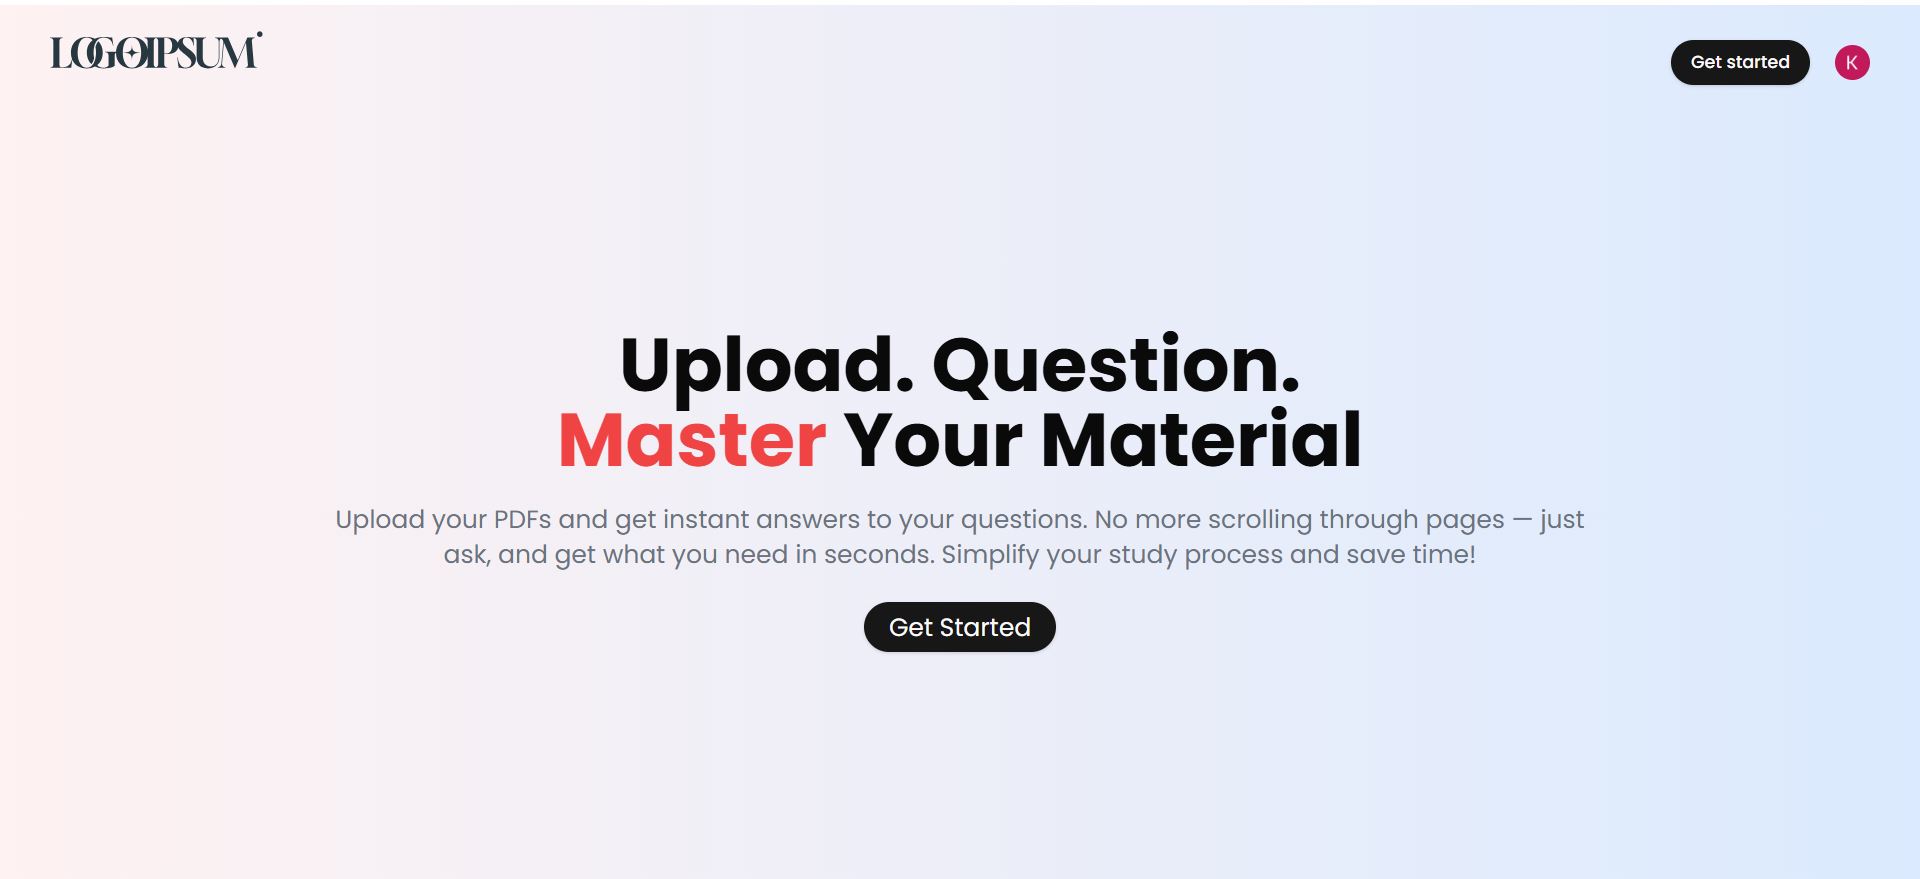 LOGOIPSUM
Get started
K
Upload. Question.
Master Your Material
Upload your PDFs and get instant answers to your questions. No more scrolling through pages — just
ask, and get what you need in seconds. Simplify your study process and save time!
Get Started